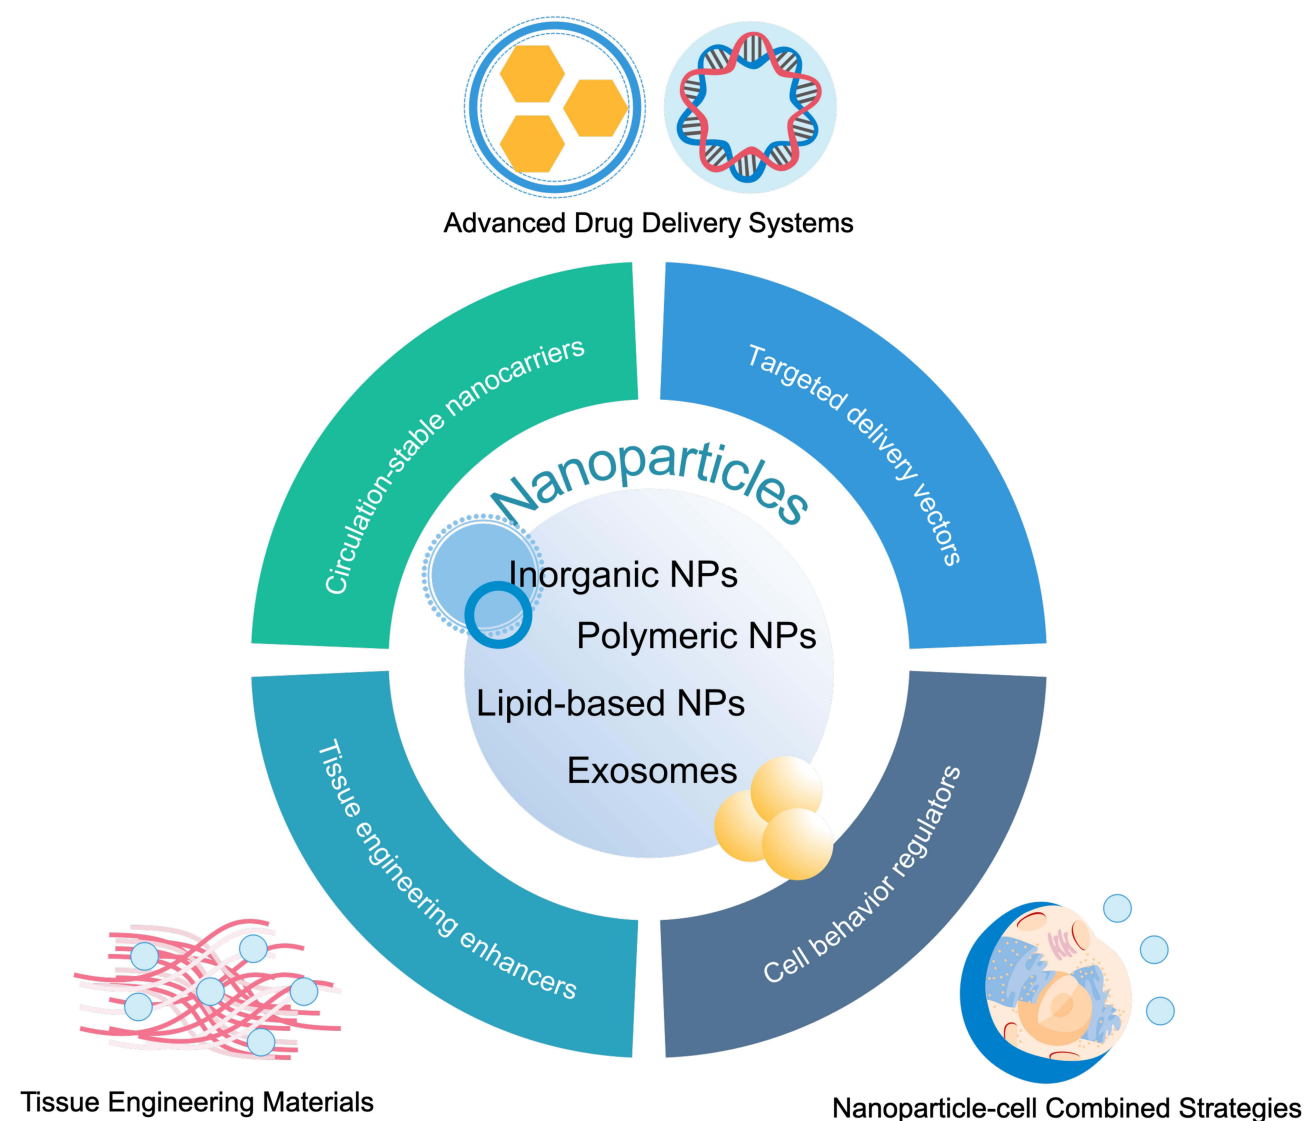 Advanced Drug Delivery Systems
Circulation-stable nanocarriers
Targeted delivery vectors
Nanoparticles
Inorganic NPs
Polymeric NPs
Lipid-based NPs
Exosomes
Tissue engineering enhancers
Cell behavior regulators
Tissue Engineering Materials
Nanoparticle-cell Combined Strategies